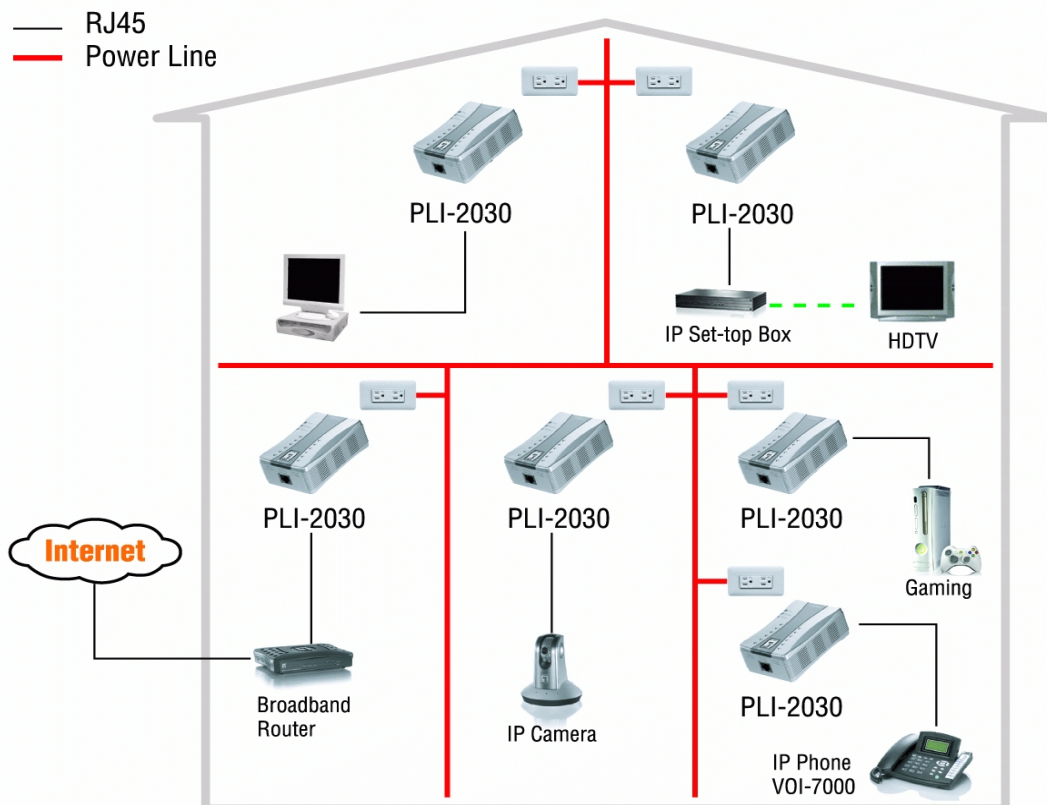 RJ45
Power Line
PLI-2030
PLI-2030
IP Set-top Box
HDTV
PLI-2030
PLI-2030
PLI-2030
Internet
Gaming
Broadband
Router
IP Camera
PLI-2030
IP Phone
VOI-7000